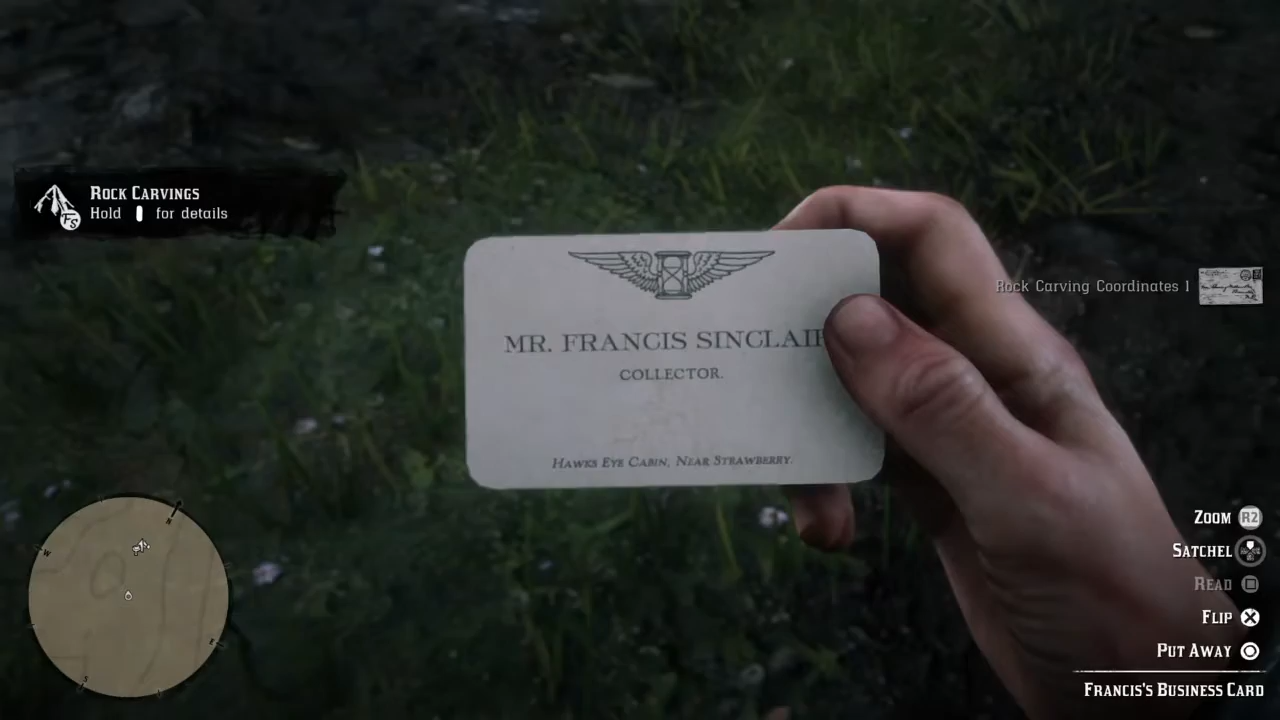 Rock Carvings
Hold for details
FS
MR. FRANCIS SINCLAIR
COLLECTOR.
Hawks Eye Cabin, Near Strawberry.
Rock Carving Coordinates 1
Zoom R2
Satchel
Read
Flip
Put Away
Francis's Business Card